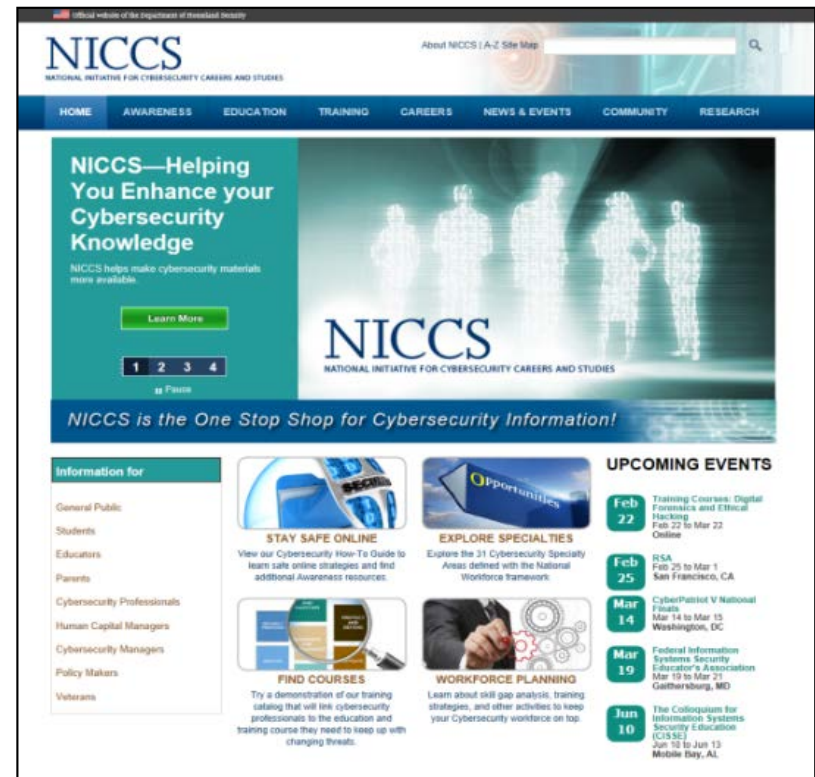 Official website of the Department of Homeland Security
NICCS
NATIONAL INITIATIVE FOR CYBERSECURITY CAREERS AND STUDIES
About NICCS | A-Z Site Map
HOME AWARENESS EDUCATION TRAINING CAREERS NEWS & EVENTS COMMUNITY RESEARCH
NICCS—Helping
You Enhance your
Cybersecurity
Knowledge
NICCS helps make cybersecurity materials
more available.
Learn More
1 2 3 4
Pause
NICCS
NATIONAL INITIATIVE FOR CYBERSECURITY CAREERS AND STUDIES
NICCS is the One Stop Shop for Cybersecurity Information!
Information for
General Public
Students
Educators
Parents
Cybersecurity Professionals
Human Capital Managers
Cybersecurity Managers
Policy Makers
Veterans
SECURITY
STAY SAFE ONLINE
View our Cybersecurity How-To Guide to
learn safe online strategies and find
additional Awareness resources.
Opportunities
EXPLORE SPECIALTIES
Explore the 31 Cybersecurity Specialty
Areas defined with the National
Workforce framework.
FIND COURSES
Try a demonstration of our training
catalog that will link cybersecurity
professionals to the education and
training course they need to keep up with
changing threats.
WORKFORCE PLANNING
Learn about skill gap analysis, training
strategies, and other activities to keep
your Cybersecurity workforce on top.
UPCOMING EVENTS
Feb
22
Training Courses: Digital
Forensics and Ethical
Hacking
Feb 22 to Mar 22
Online
Feb
25
RSA
Feb 25 to Mar 1
San Francisco, CA
Mar
14
CyberPatriot V National
Finals
Mar 14 to Mar 15
Washington, DC
Mar
19
Federal Information
Systems Security
Educator's Association
Mar 19 to Mar 21
Gaithersburg, MD
Jun
10
The Colloquium for
Information Systems
Security Education
(CISSE)
Jun 10 to Jun 13
Mobile Bay, AL